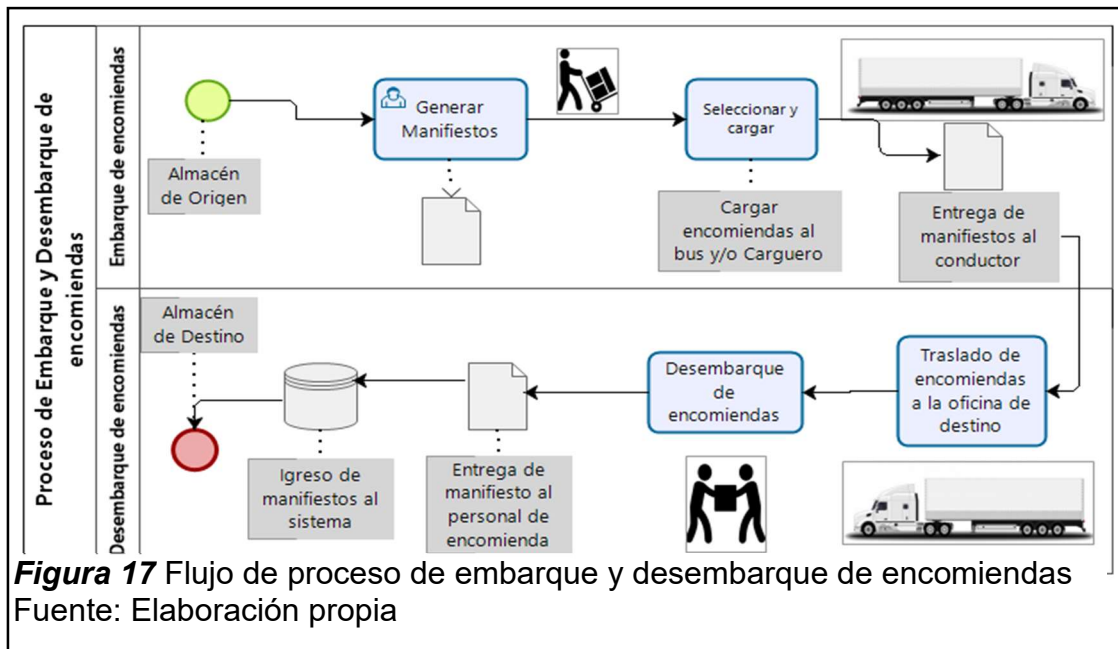 Proceso de Embarque y Desembarque de
encomiendas
Embarque de encomiendas
Almacén
de Origen
Generar
Manifiestos
Seleccionar y
cargar
Cargar
encomiendas al
bus y/o Carguero
Entrega de
manifiestos al
conductor
Desembarque de encomiendas
Almacén
de Destino
Traslado de
encomiendas
a la oficina de
destino
Desembarque
de
encomiendas
Entrega de
manifiesto al
personal de
encomienda
Igreso de
manifiestos al
sistema
Figura 17 Flujo de proceso de embarque y desembarque de encomiendas
Fuente: Elaboración propia